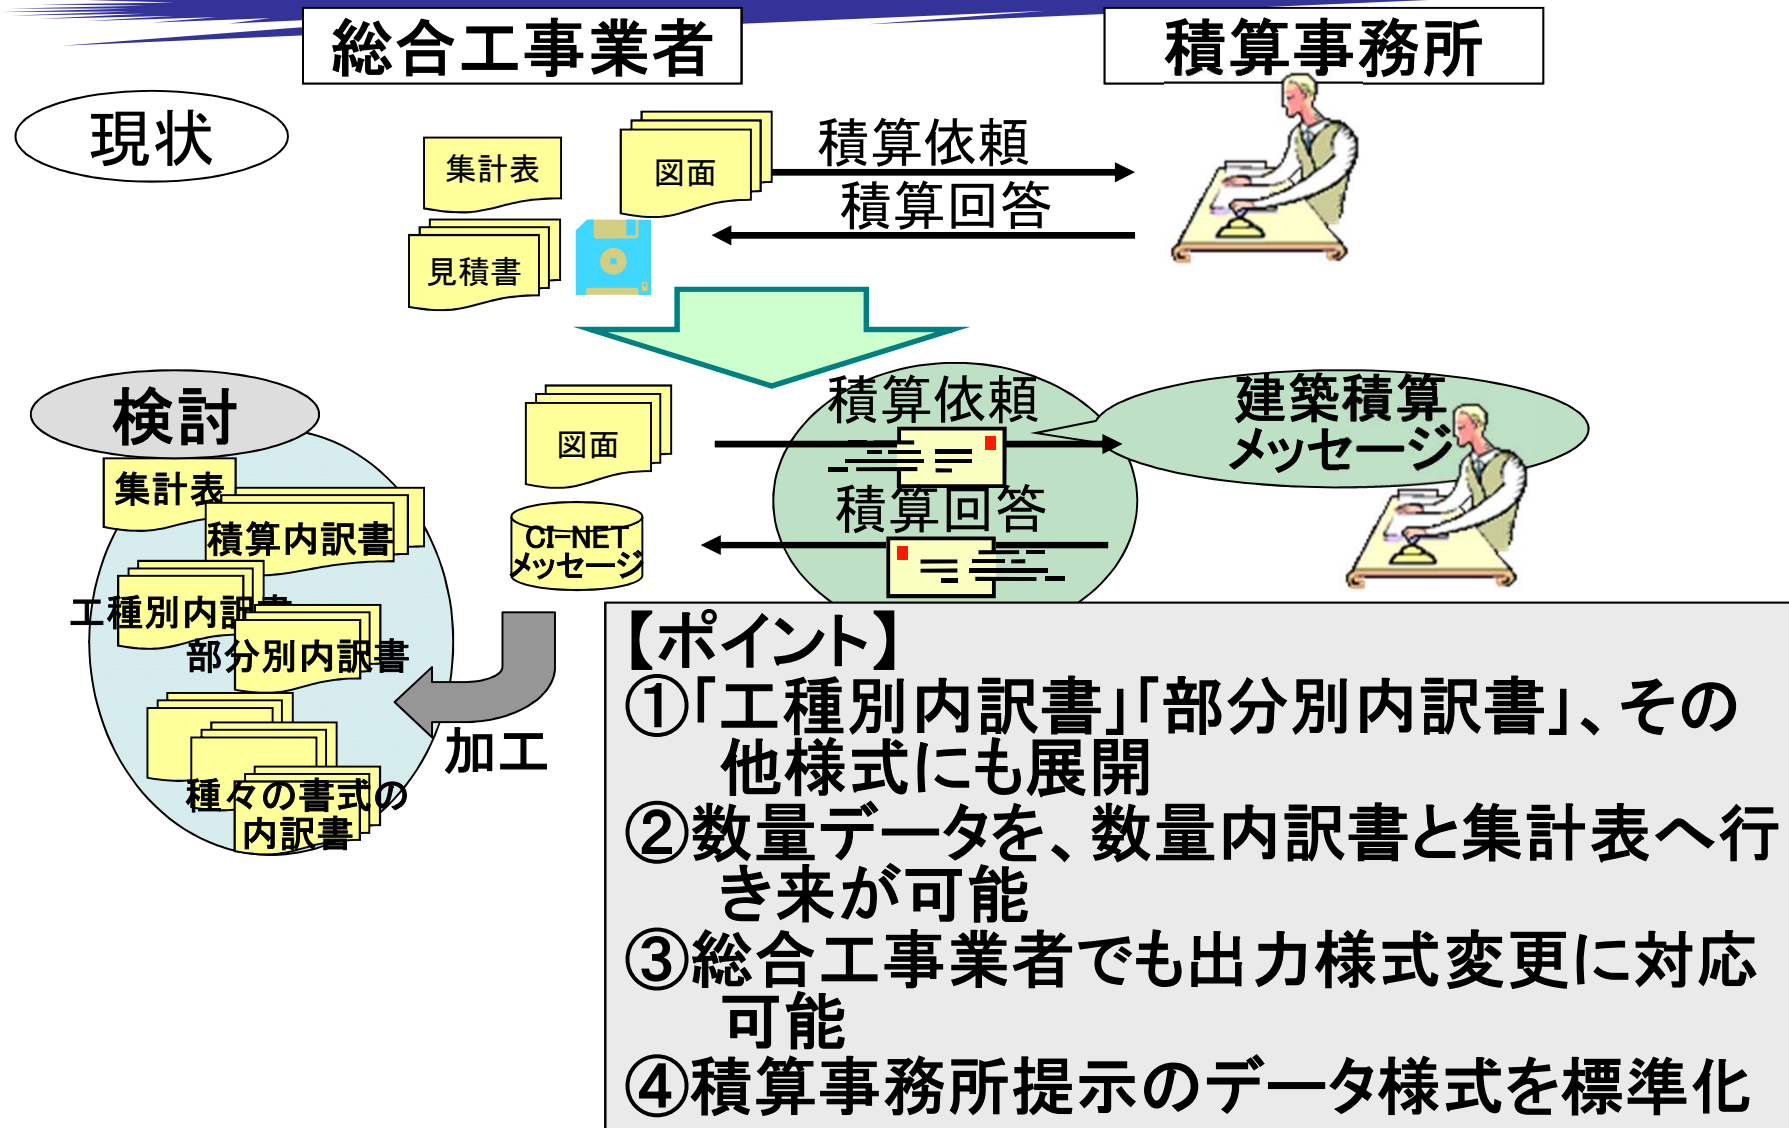 総合工事業者
積算事務所
現状
集計表
図面
積算依頼
積算回答
見積書
検討
図面
積算依頼
建築積算
メッセージ
集計表
積算内訳書
CI-NET
メッセージ
積算回答
工種別内訳書
部分別内訳書
加工
種々の書式の
内訳書
【ポイント】
①「工種別内訳書」「部分別内訳書」、その
他様式にも展開
②数量データを、数量内訳書と集計表へ行
き来が可能
③総合工事業者でも出力様式変更に対応
可能
④積算事務所提示のデータ様式を標準化